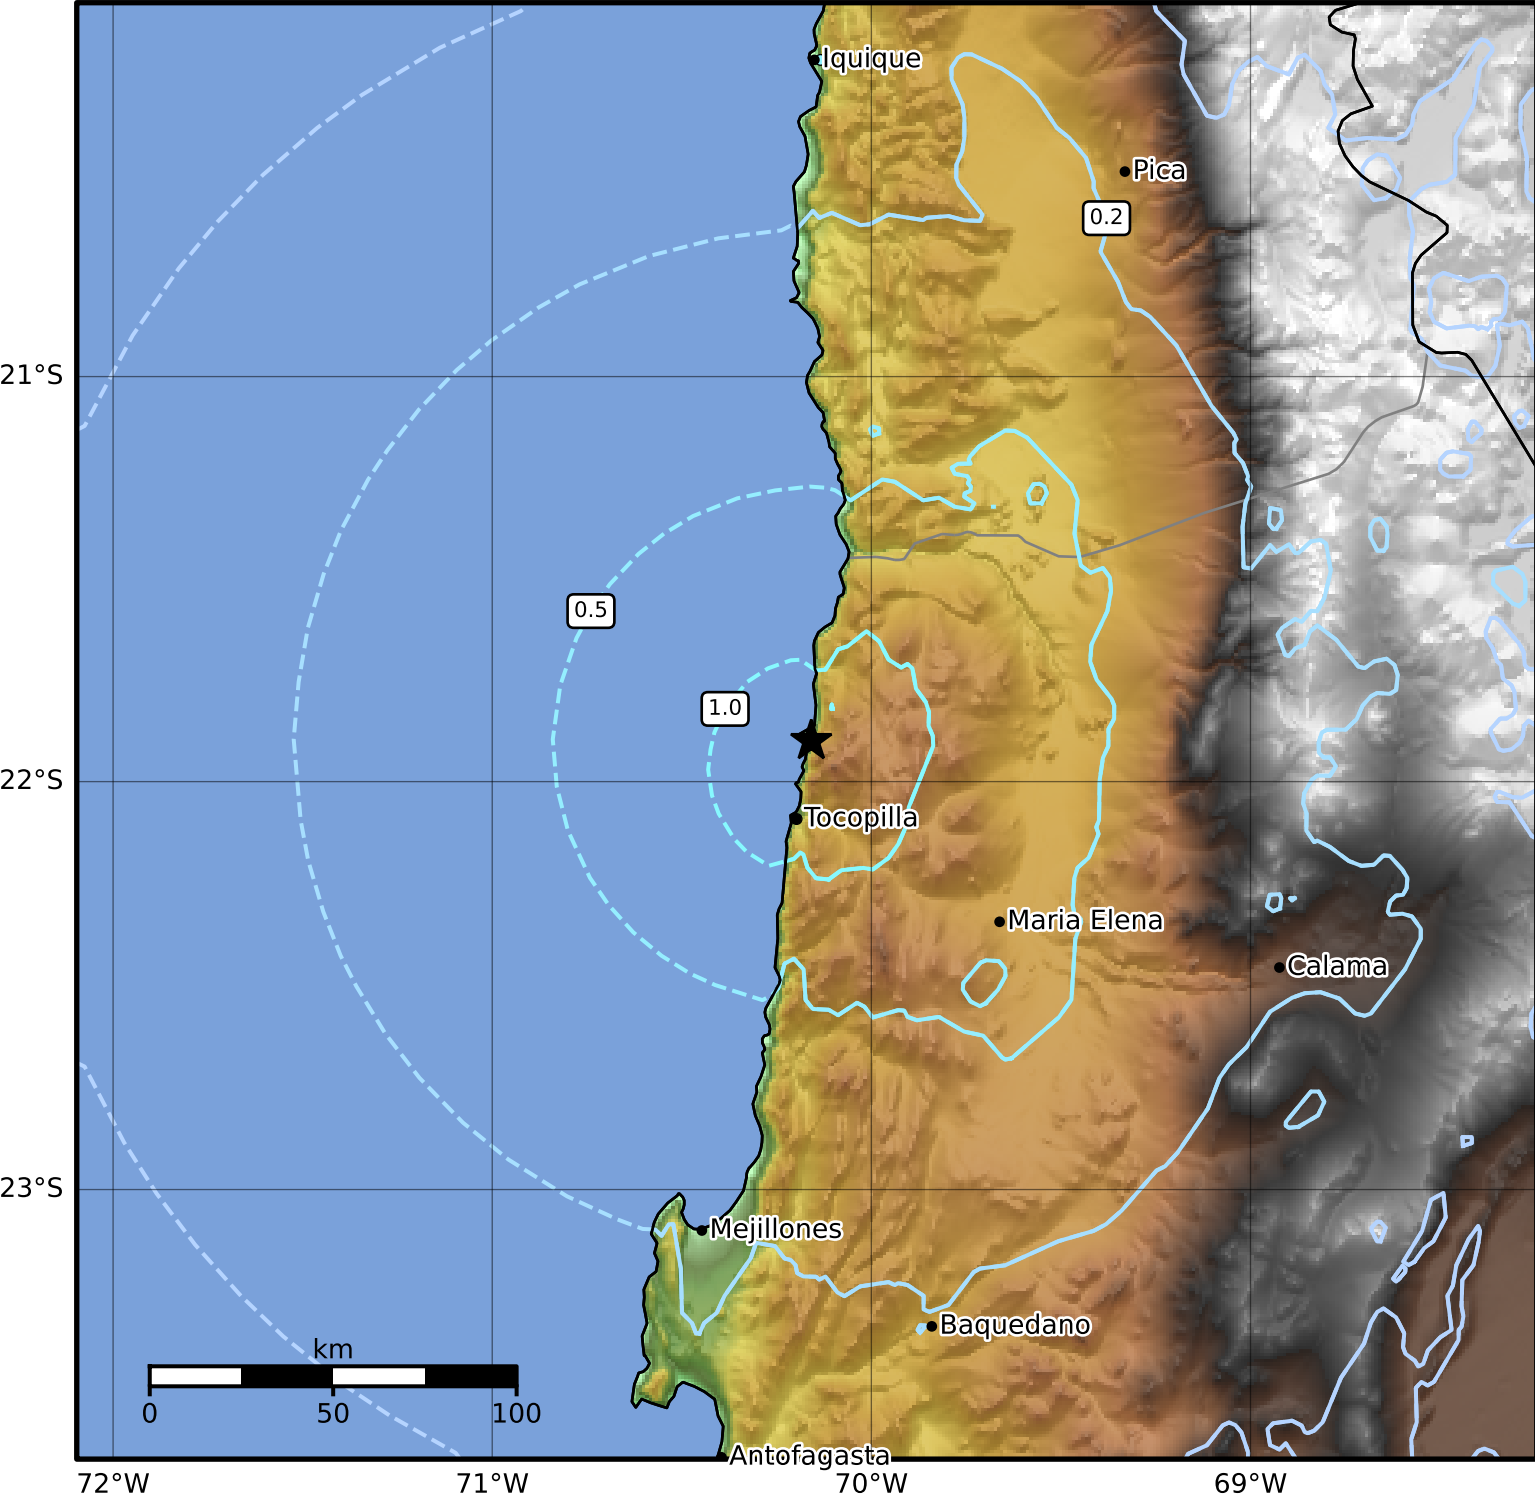 Iquique
Pica
0.2
21°S
0.5
1.0
22°S
Tocopilla
Maria Elena
Calama
23°S
Mejillones
Baquedano
km
0 50 100
Antofagasta
72°W 71°W 70°W 69°W